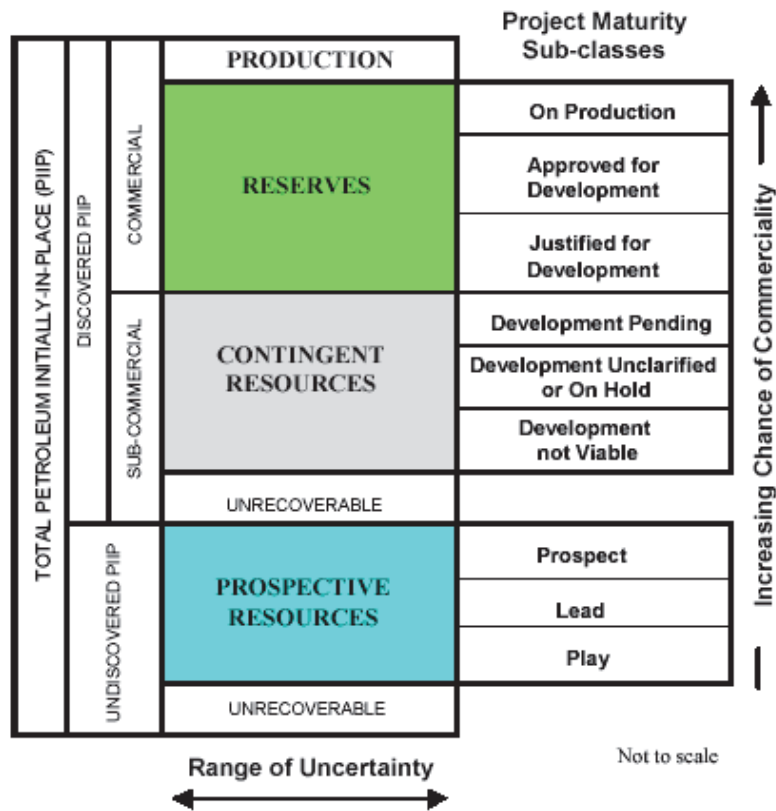 Project Maturity
Sub-classes
PRODUCTION
TOTAL PETROLEUM INITIALLY-IN-PLACE (PIIP)
DISCOVERED PIIP
COMMERCIAL
RESERVES
On Production
Approved for
Development
Justified for
Development
SUB-COMMERCIAL
CONTINGENT
RESOURCES
Development Pending
Development Unclarified
or On Hold
Development
not Viable
UNRECOVERABLE
UNDISCOVERED PIIP
PROSPECTIVE
RESOURCES
Prospect
Lead
Play
UNRECOVERABLE
Increasing Chance of Commerciality
Range of Uncertainty
Not to scale